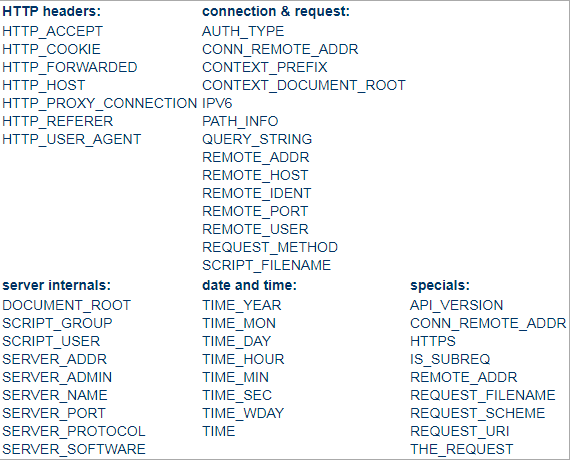 HTTP headers: connection & request:
HTTP_ACCEPT AUTH_TYPE
HTTP_COOKIE CONN_REMOTE_ADDR
HTTP_FORWARDED CONTEXT_PREFIX
HTTP_HOST CONTEXT_DOCUMENT_ROOT
HTTP_PROXY_CONNECTION IPV6
HTTP_REFERER PATH_INFO
HTTP_USER_AGENT QUERY_STRING
REMOTE_ADDR
REMOTE_HOST
REMOTE_IDENT
REMOTE_PORT
REMOTE_USER
REQUEST_METHOD
SCRIPT_FILENAME
server internals: date and time: specials:
DOCUMENT_ROOT TIME_YEAR API_VERSION
SCRIPT_GROUP TIME_MON CONN_REMOTE_ADDR
SCRIPT_USER TIME_DAY HTTPS
SERVER_ADDR TIME_HOUR IS_SUBREQ
SERVER_ADMIN TIME_MIN REMOTE_ADDR
SERVER_NAME TIME_SEC REQUEST_FILENAME
SERVER_PORT TIME_WDAY REQUEST_SCHEME
SERVER_PROTOCOL TIME REQUEST_URI
SERVER_SOFTWARE THE_REQUEST